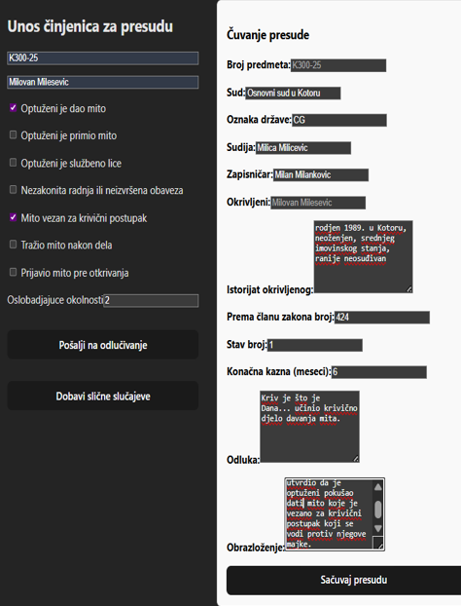 Unos činjenica za presudu
K300-25
Milovan Milesevic
Optuženi je dao mito
Optuženi je primio mito
Optuženi je službeno lice
Nezakonita radnja ili neizvršena obaveza
Mito vezan za krivični postupak
Tražio mito nakon dela
Prijavio mito pre otkrivanja
Oslobadjajuce okolnosti 2
Pošalji na odlučivanje
Dobavi slične slučajeve
Čuvanje presude
Broj predmeta: K300-25
Sud: Osnovni sud u Kotoru
Oznaka države: CG
Sudija: Milica Milicevic
Zapisničar: Milan Milankovic
Okrivljeni: Milovan Milesevic
rodjen 1989. u Kotoru,
neoženjen, srednjeg
imovinskog stanja,
ranije neosuđivan
Istorijat okrivljenog:
Prema članu zakona broj: 424
Stav broj: 1
Konačna kazna (meseci): 6
Kriv je što je
Dana... učinio krivično
djelo davanja mita.
Odluka:
utvrdio da je
optuženi pokušao
dati mito koje je
vezano za krivični
postupak koji se
vodi protiv njegove
majke.
Obrazloženje:
Sačuvaj presudu